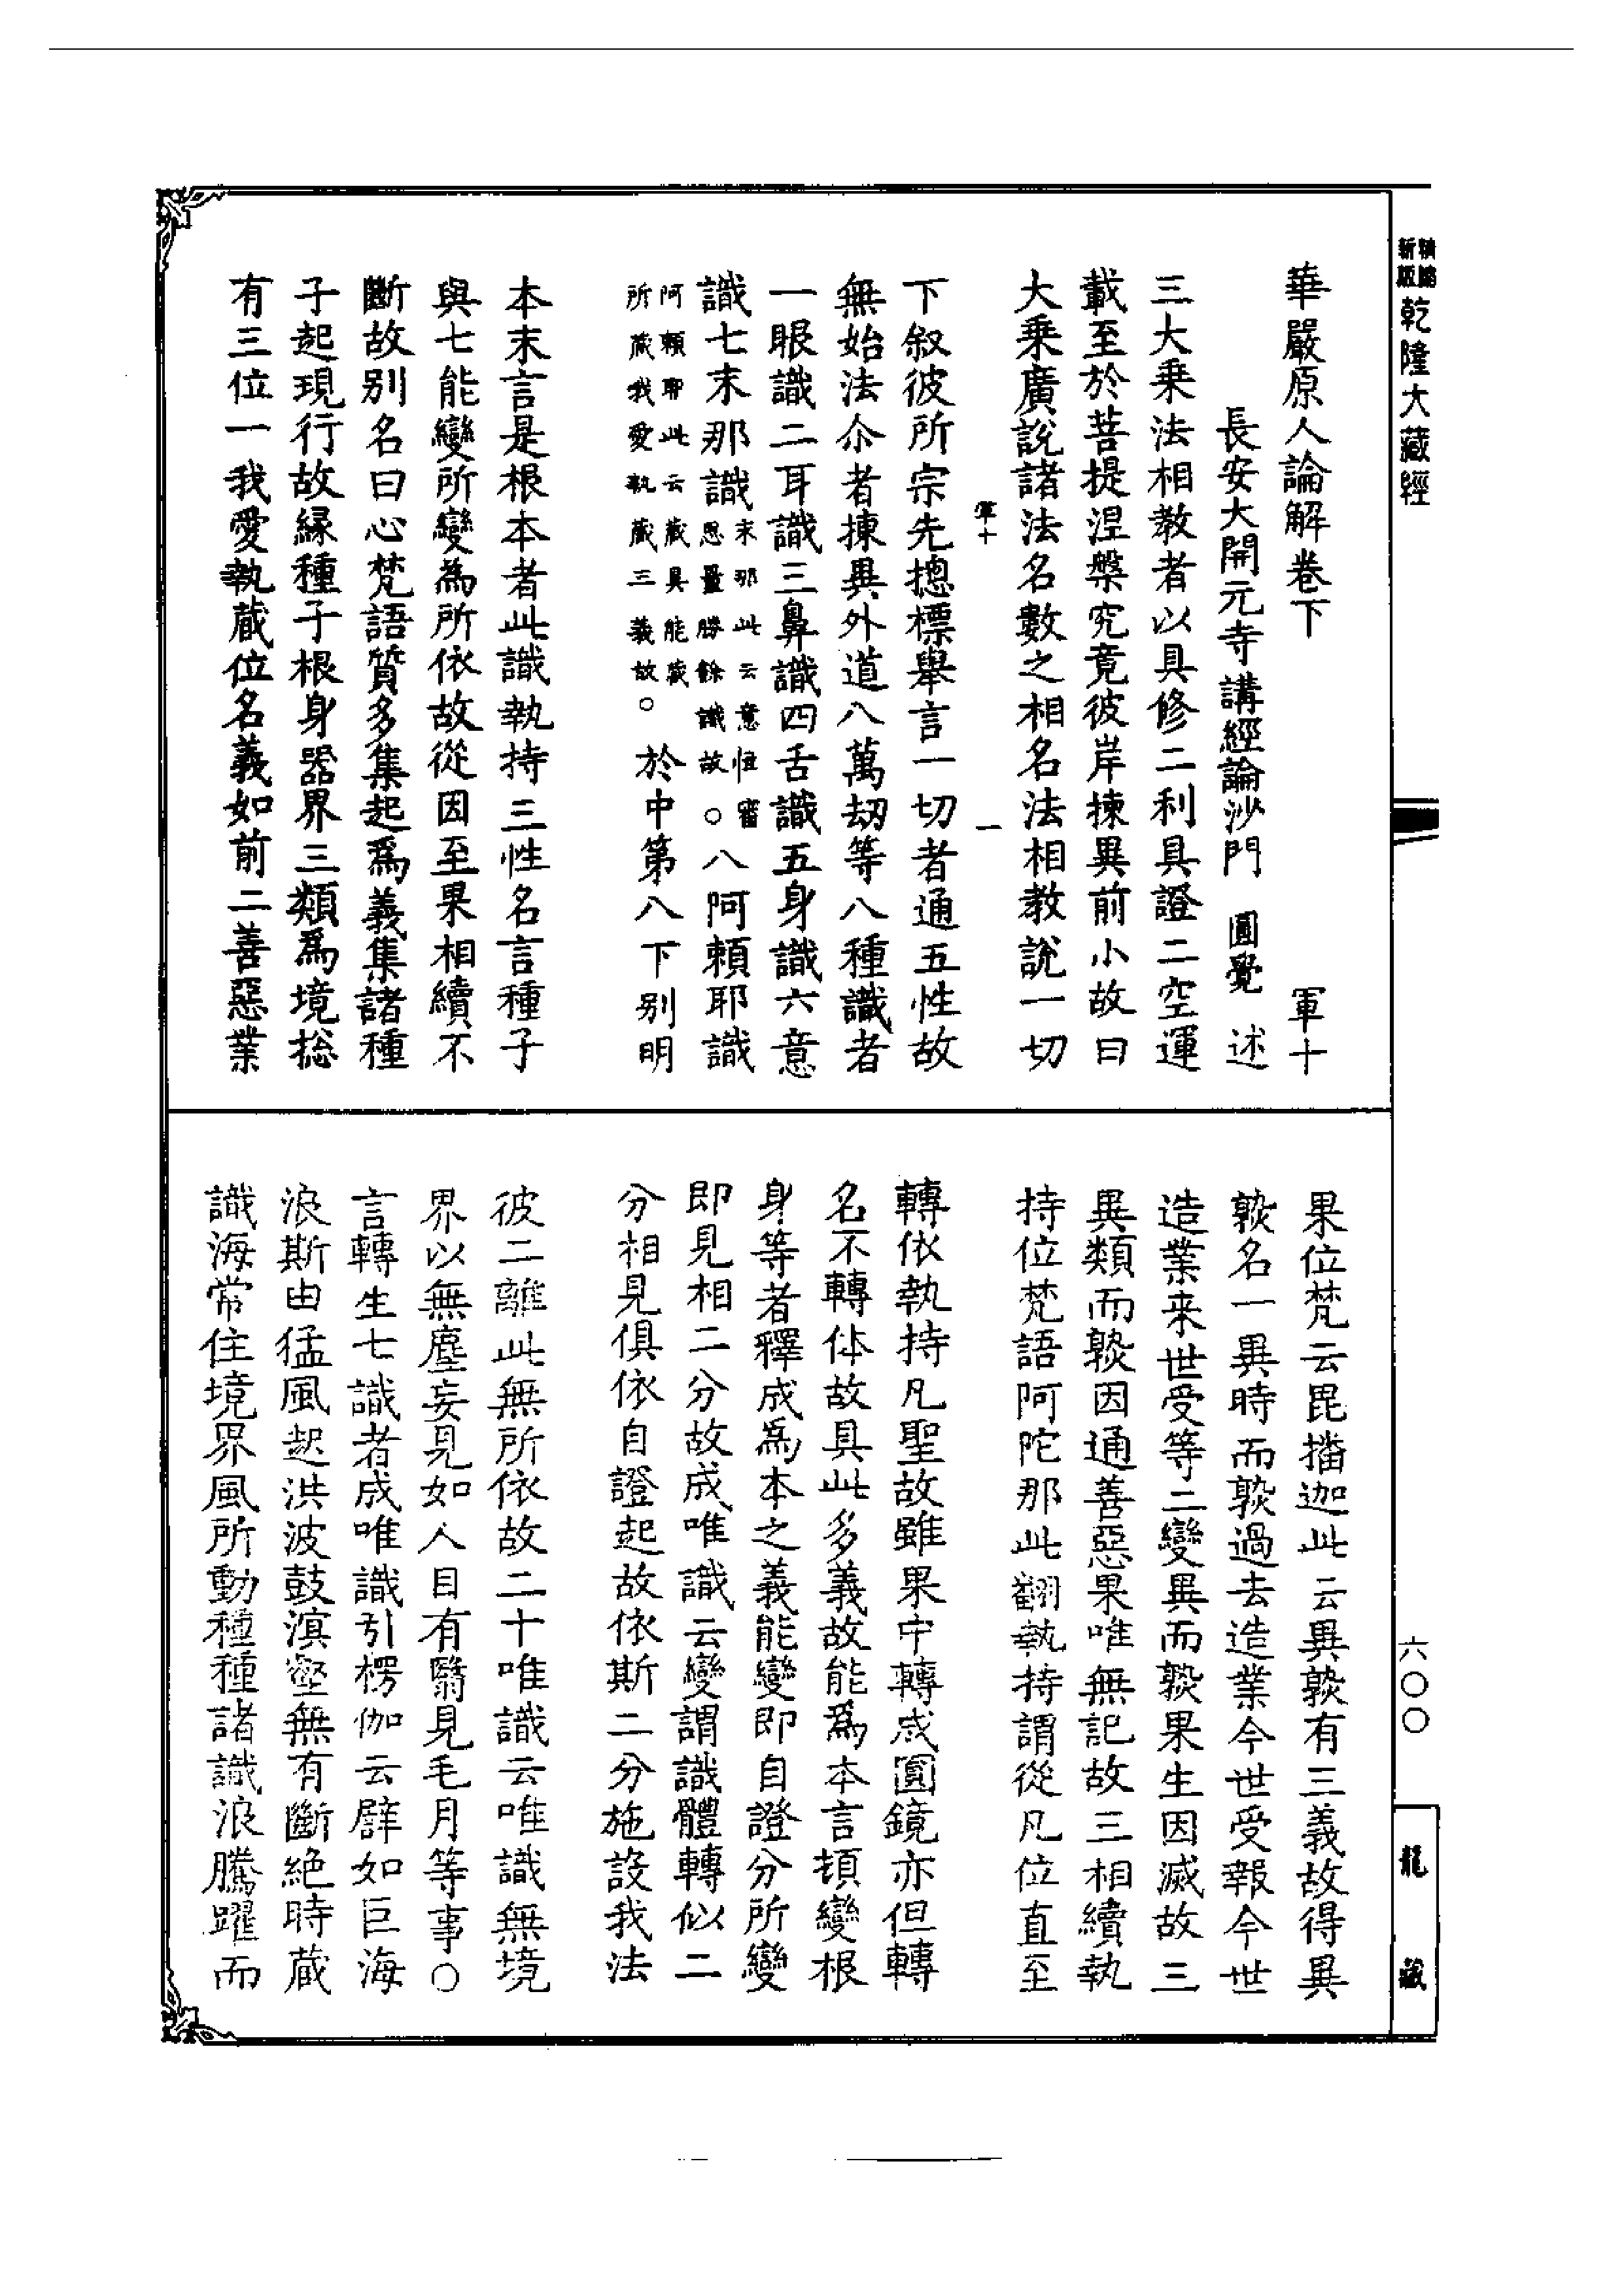 乾隆大藏經
華嚴原人論解卷下　軍十
長安大開元寺講經論沙門　圓覺　述
三大乘法相教者以具修二利具證二空運
載至於菩提涅槃究竟彼岸揀異前小故曰
大乘廣說諸法名數之相名法相教說一切
軍十　一
下叙彼所宗先揔標舉言一切者通五性故
無始法尒者揀異外道八萬刼等八種識者
一眼識二耳識三鼻識四舌識五身識六意
識七末那識末那此云意恒審思量勝餘識故○八阿頼耶識
阿頼耶此云藏具能藏所藏我愛執藏三義故○於中第八下别明
本末言是根本者此識執持三性名言種子
與七能變所變為所依故從因至果相續不
斷故别名曰心梵語質多集起爲義集諸種
子起現行故縁種子根身器界三類爲境捴
有三位一我愛執藏位名義如前二善惡業
果位梵云毘播迦此云異𤍨有三義故得異
𤍨名一異時而𤍨過去造業今世受報今世
造業来世受等二變異而𤍨果生因滅故三
異類而𤍨因通善惡果唯無記故三相續執
持位梵語阿陀那此翻執持謂從凡位直至
轉依執持凡聖故雖果中轉成圓鏡亦但轉
名不轉体故具此多義故能爲本言頓變根
身等者釋成爲本之義能變即自證分所變
即見相二分故成唯識云變謂識體轉似二
分相見俱依自證起故依斯二分施設我法
彼二離此無所依故二十唯識云唯識無境
界以無塵妄見如人目有翳見毛月等事○
言轉生七識者成唯識引楞伽云譬如巨海
浪斯由猛風起洪波鼓溟壑無有斷絕時藏
識海常住境界風所動種種諸識浪騰躍而
六○○
龍藏